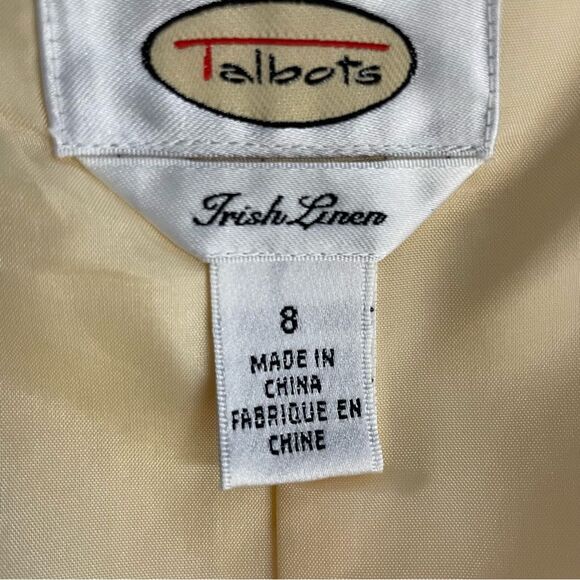 Talbots
Irish Linen
8
MADE IN
CHINA
FABRIQUE EN
CHINE